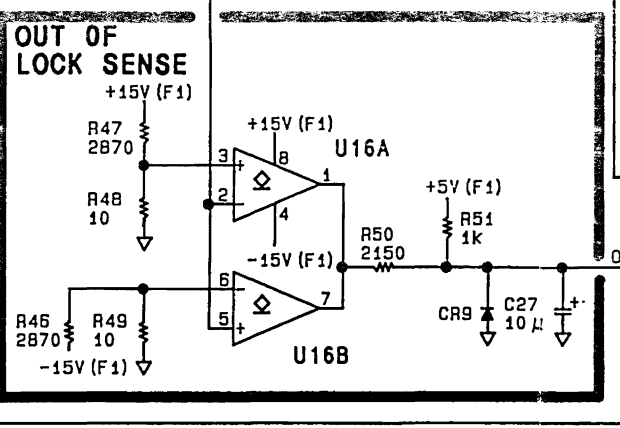 OUT OF
LOCK SENSE
+15V (F1)
R47
2870
R48
10
+15V (F1)
U16A
3
+
8
1
2
-
4
-15V (F1)
R50
2150
+5V (F1)
R51
1K
6
-
7
5
+
U16B
R46
2870
R49
10
-15V (F1)
CR9
C27
10 µ
+